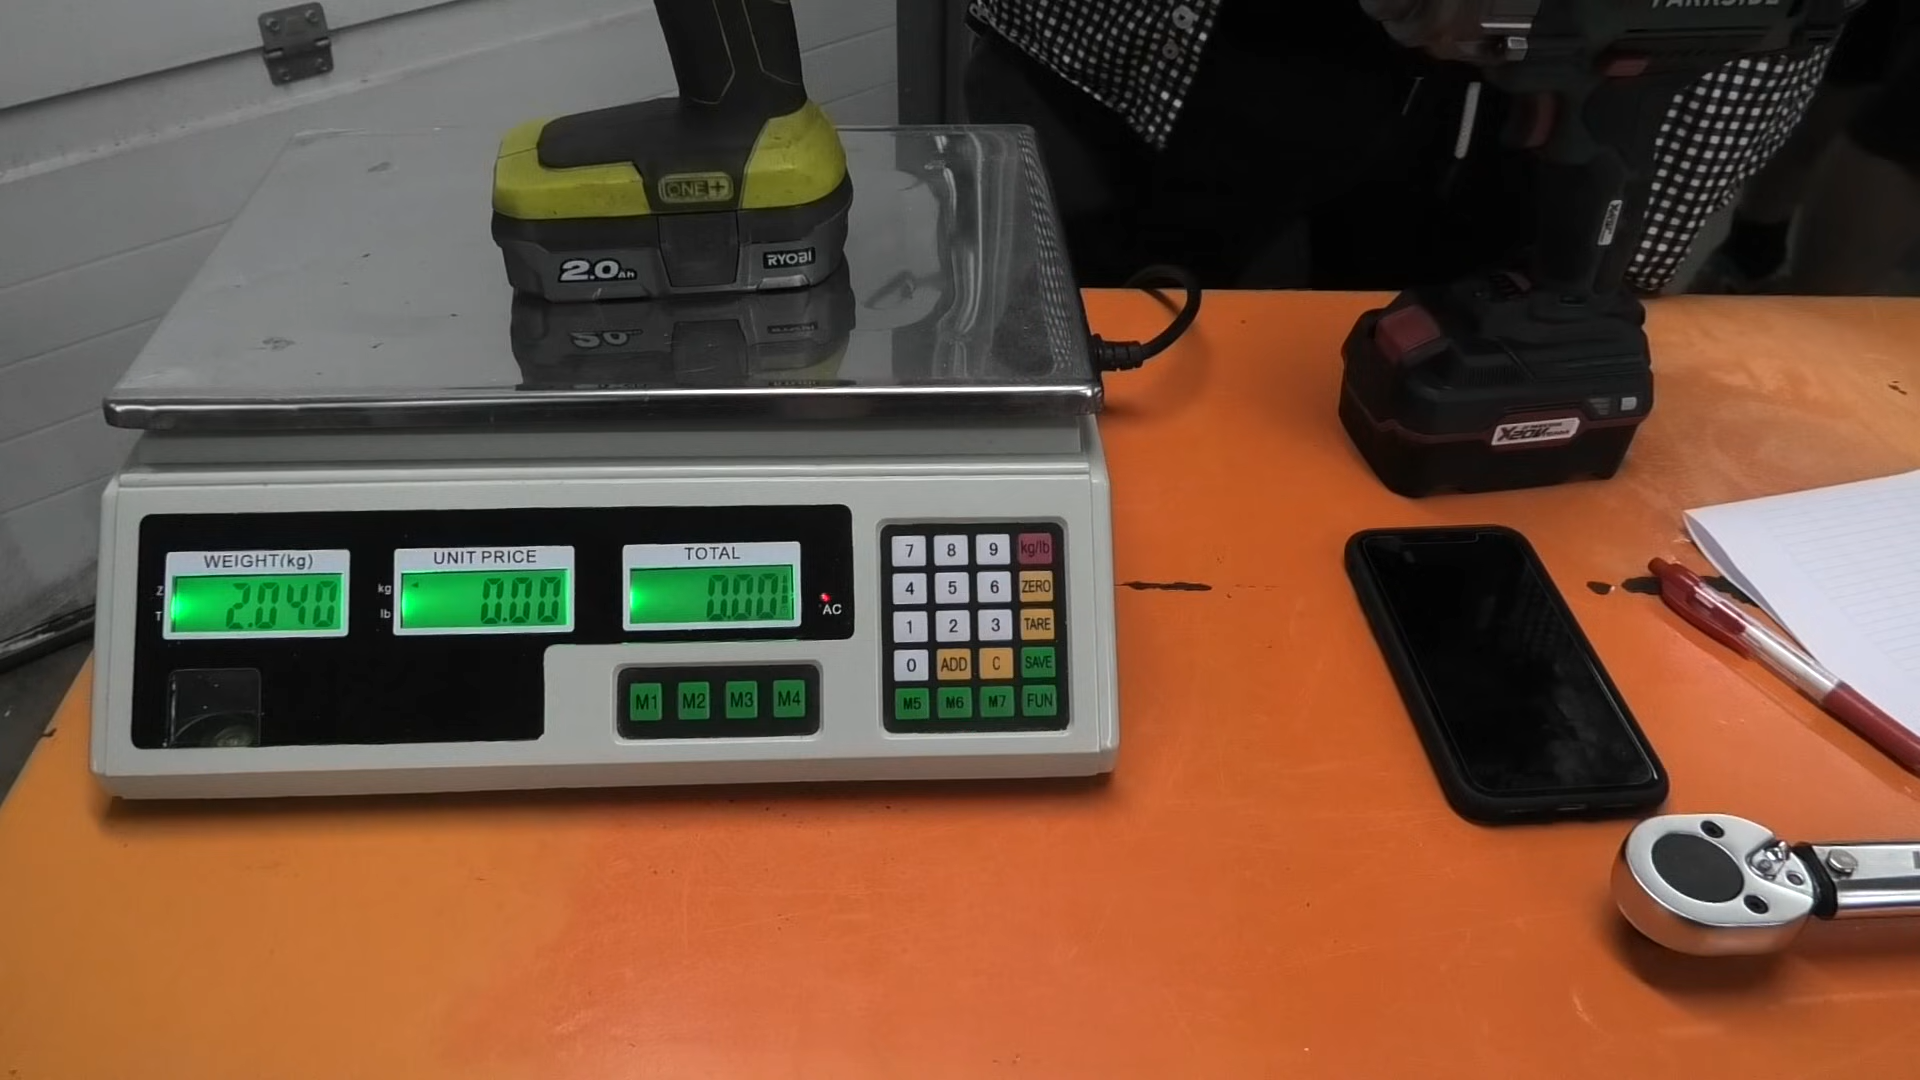 PARKSIDE
ONE+
2.0Ah
RYOBI
X20V
WEIGHT(kg)
UNIT PRICE
TOTAL
Z
T
2.040
kg
lb
0.00
0.00
AC
7 8 9 kg/lb
4 5 6 ZERO
1 2 3 TARE
0 ADD C SAVE
M1 M2 M3 M4
M5 M6 M7 FUN